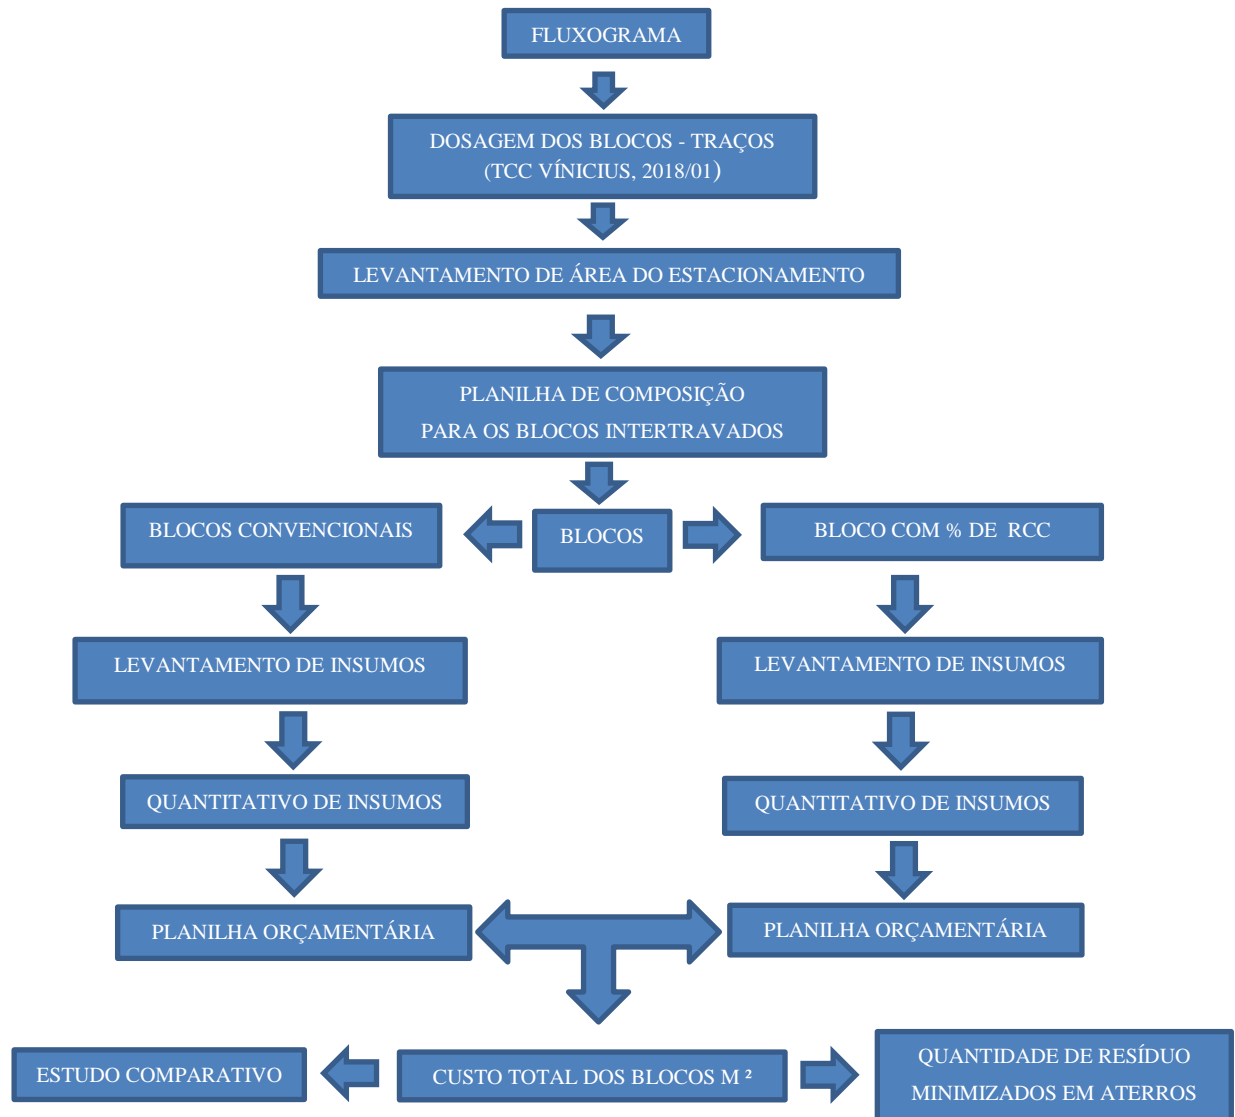 FLUXOGRAMA
DOSAGEM DOS BLOCOS - TRAÇOS
(TCC VÍNICIUS, 2018/01)
LEVANTAMENTO DE ÁREA DO ESTACIONAMENTO
PLANILHA DE COMPOSIÇÃO
PARA OS BLOCOS INTERTRAVADOS
BLOCOS CONVENCIONAIS
BLOCOS
BLOCO COM % DE RCC
LEVANTAMENTO DE INSUMOS
LEVANTAMENTO DE INSUMOS
QUANTITATIVO DE INSUMOS
QUANTITATIVO DE INSUMOS
PLANILHA ORÇAMENTÁRIA
PLANILHA ORÇAMENTÁRIA
ESTUDO COMPARATIVO
CUSTO TOTAL DOS BLOCOS M ²
QUANTIDADE DE RESÍDUO
MINIMIZADOS EM ATERROS